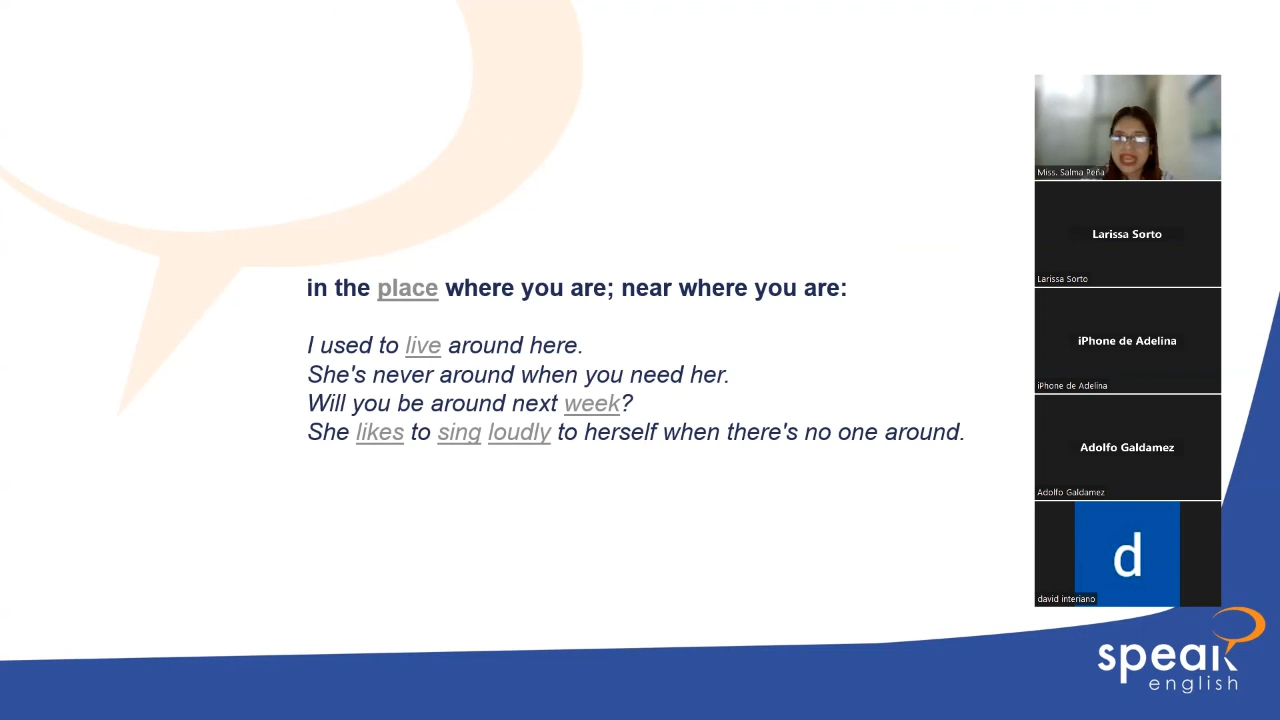 in the place where you are; near where you are:
I used to live around here.
She's never around when you need her.
Will you be around next week?
She likes to sing loudly to herself when there's no one around.
Miss. Salma Peña
Larissa Sorto
Larissa Sorto
iPhone de Adelina
iPhone de Adelina
Adolfo Galdamez
Adolfo Galdamez
d
david interiano
speak
english